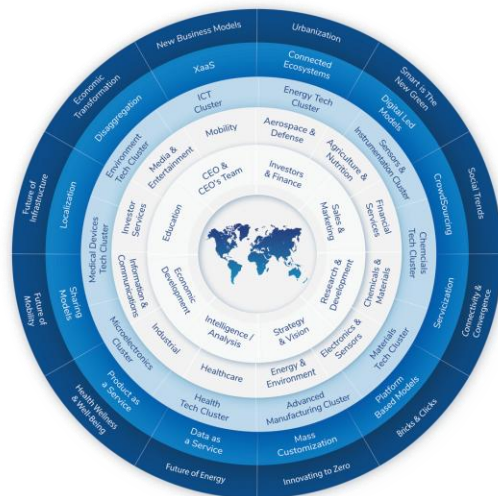 New Business Models
Urbanization
Smart is The
New Green
Social Trends
Connectivity &
Convergence
Bricks & Clicks
Innovating to Zero
Future of Energy
Health Wellness
& Well-Being
Future of
Mobility
Future of
Infrastructure
Economic
Transformation
XaaS
Connected
Ecosystems
Digital Led
Models
CrowdSourcing
Servicization
Platform
Based Models
Mass
Customization
Data as
a Service
Product as
a Service
Sharing
Models
Localization
Disaggregation
ICT
Cluster
Energy Tech
Cluster
Sensors &
Instrumentation Cluster
Chemcials
Tech Cluster
Materials
Tech Cluster
Advanced
Manufacturing Cluster
Health
Tech Cluster
Microelectronics
Cluster
Medical Devices
Tech Cluster
Environment
Tech Cluster
Mobility
Aerospace &
Defense
Agriculture &
Nutrition
Financial
Services
Chemicals &
Materials
Electronics &
Sensors
Energy &
Environment
Healthcare
Industrial
Information &
Communications
Investor
Services
Media &
Entertainment
CEO &
CEO's Team
Investors
& Finance
Sales &
Marketing
Research &
Development
Strategy
& Vision
Intelligence /
Analysis
Economic
Development
Education